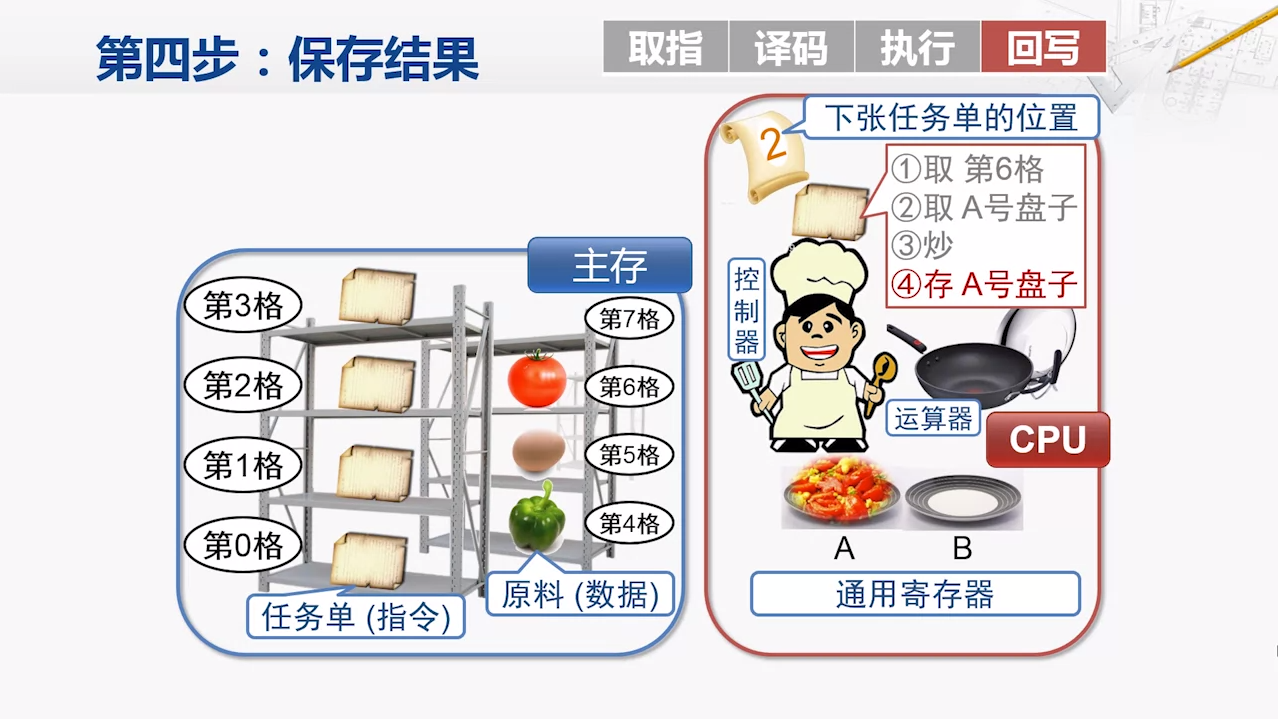 第四步：保存结果
取指 译码 执行 回写
下张任务单的位置
2
①取 第6格
②取 A号盘子
③炒
④存 A号盘子
控制器
运算器
CPU
A B
通用寄存器
主存
第3格
第2格
第1格
第0格
第7格
第6格
第5格
第4格
任务单 (指令)
原料 (数据)